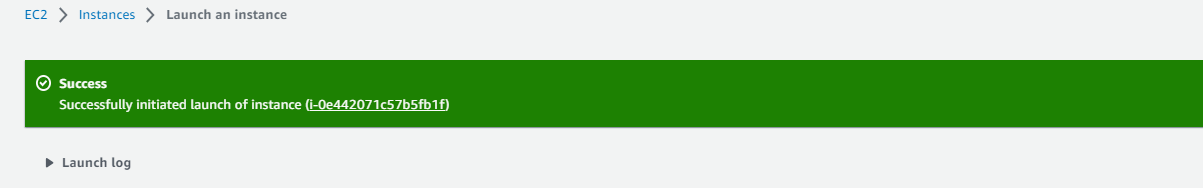 EC2 > Instances > Launch an instance
Success
Successfully initiated launch of instance (i-0e442071c57b5fb1f)
Launch log